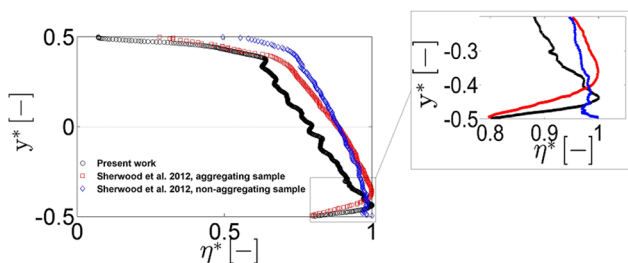 0.5
y* [−]
0
-0.5
0
0.5
1
η* [−]
Present work
Sherwood et al. 2012, aggregating sample
Sherwood et al. 2012, non-aggregating sample
y* [−]
-0.3
-0.4
-0.5
0.8
0.9
1
η* [−]